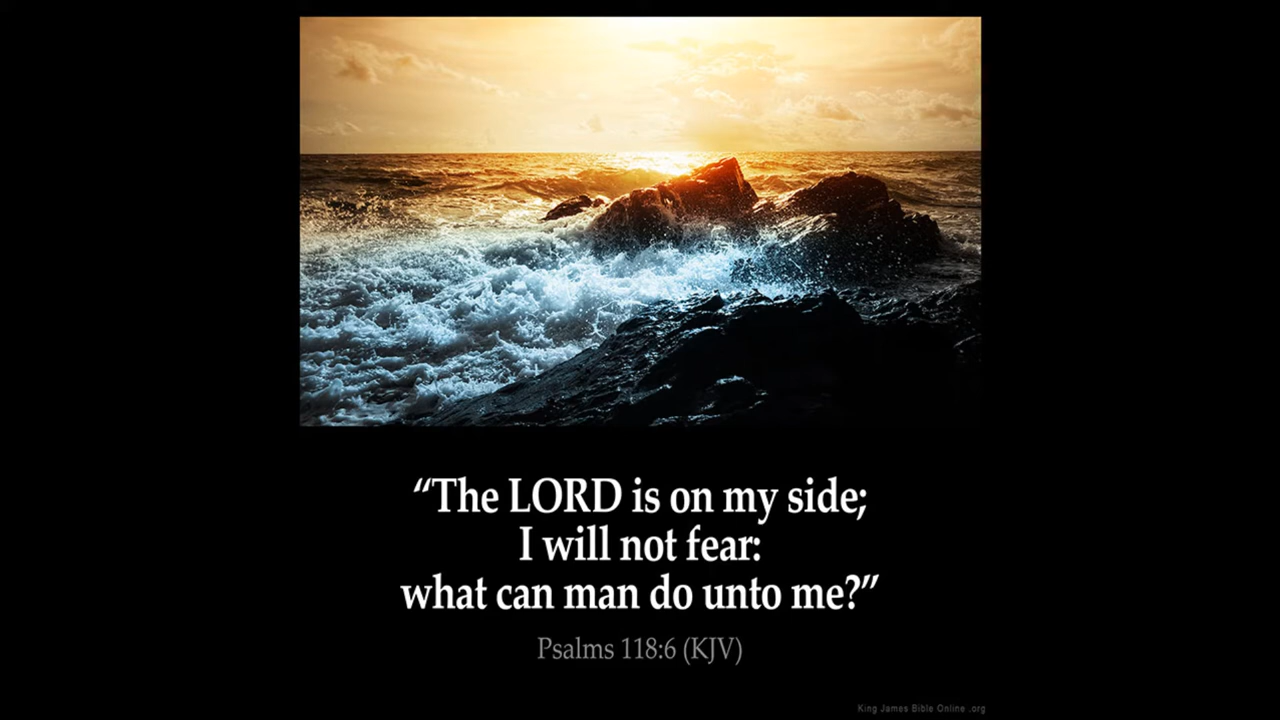 “The LORD is on my side;
I will not fear:
what can man do unto me?”
Psalms 118:6 (KJV)
King James Bible Online .org